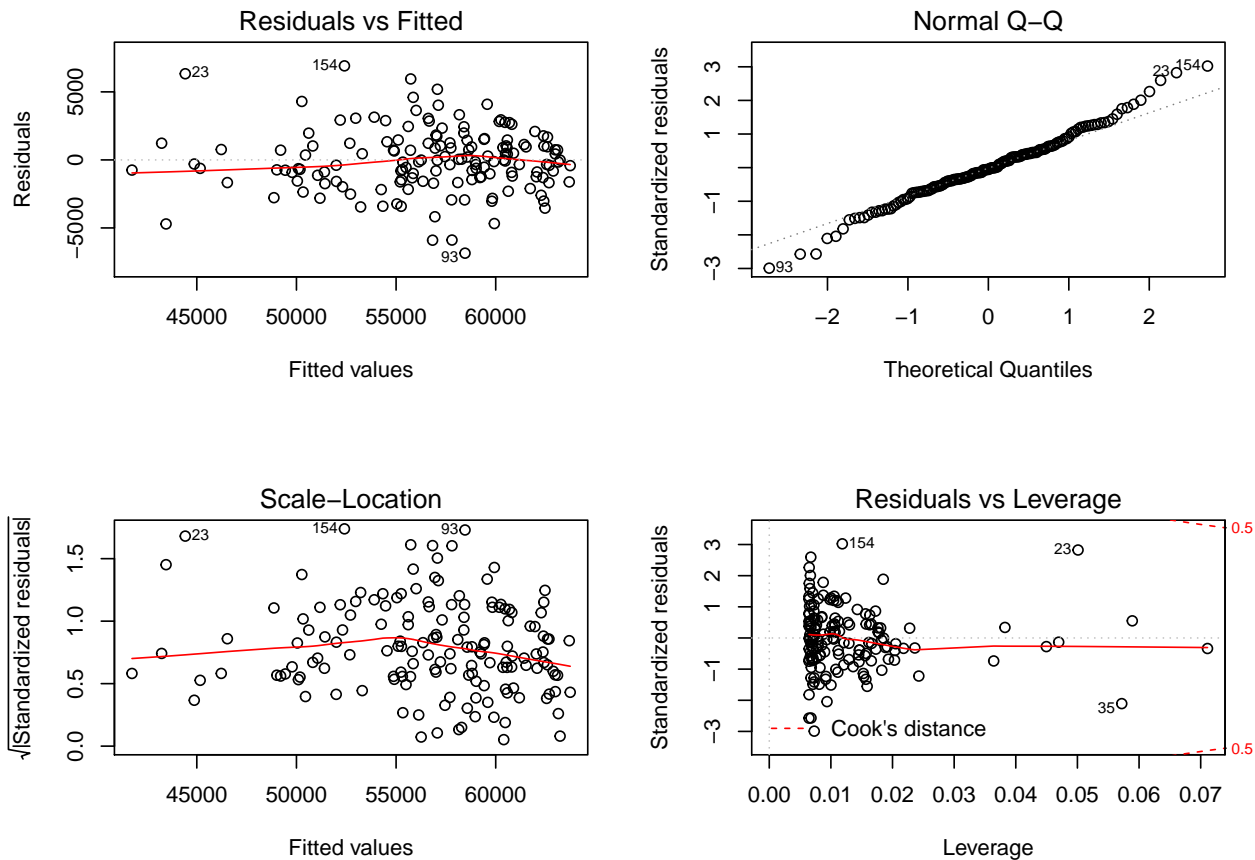 Residuals vs Fitted
Residuals
5000
0
−5000
23
154
93
45000 50000 55000 60000
Fitted values
Normal Q−Q
Standardized residuals
3
1
−1
−3
23
154
93
−2 −1 0 1 2
Theoretical Quantiles
Scale−Location
√|Standardized residuals|
1.5
1.0
0.5
0.0
23
154
93
45000 50000 55000 60000
Fitted values
Residuals vs Leverage
Standardized residuals
3
1
−1
−3
154
23
35
0.5
0.5
Cook's distance
0.00 0.01 0.02 0.03 0.04 0.05 0.06 0.07
Leverage